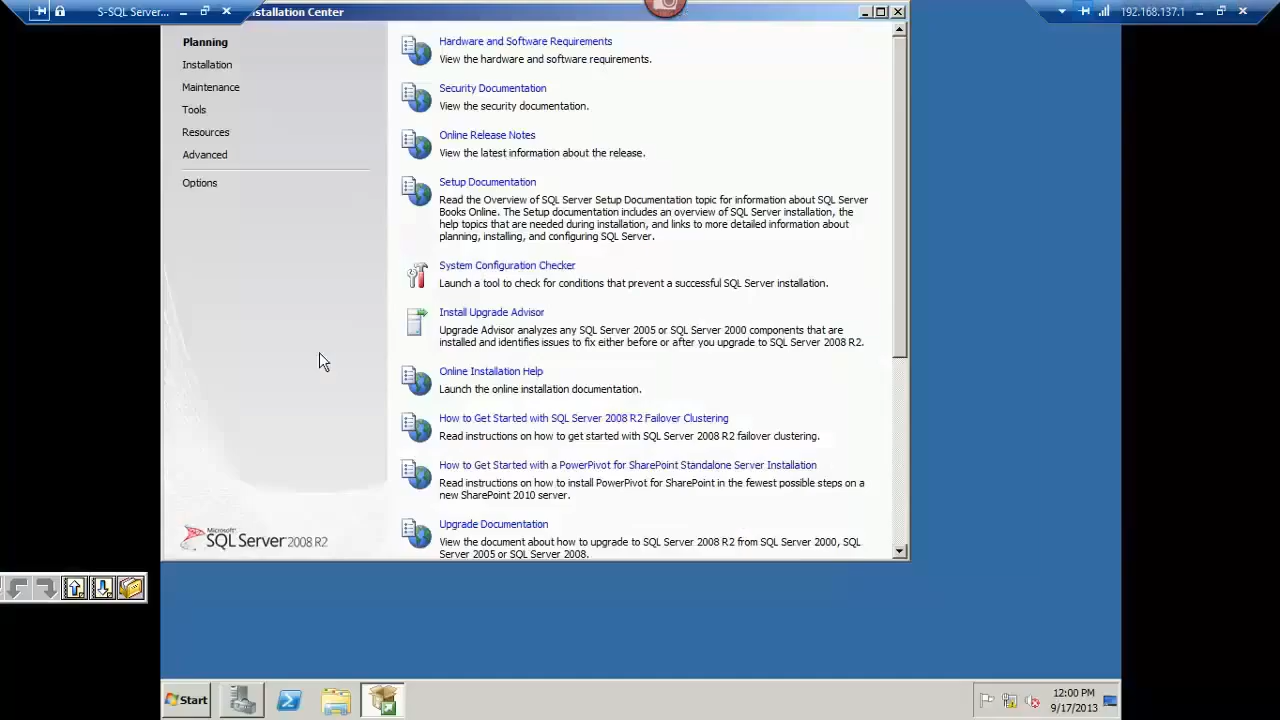 S-SQL Server...
nstallation Center
192.168.137.1
Planning
Installation
Maintenance
Tools
Resources
Advanced
Options
Hardware and Software Requirements
View the hardware and software requirements.
Security Documentation
View the security documentation.
Online Release Notes
View the latest information about the release.
Setup Documentation
Read the Overview of SQL Server Setup Documentation topic for information about SQL Server
Books Online. The Setup documentation includes an overview of SQL Server installation, the
help topics that are needed during installation, and links to more detailed information about
planning, installing, and configuring SQL Server.
System Configuration Checker
Launch a tool to check for conditions that prevent a successful SQL Server installation.
Install Upgrade Advisor
Upgrade Advisor analyzes any SQL Server 2005 or SQL Server 2000 components that are
installed and identifies issues to fix either before or after you upgrade to SQL Server 2008 R2.
Online Installation Help
Launch the online installation documentation.
How to Get Started with SQL Server 2008 R2 Failover Clustering
Read instructions on how to get started with SQL Server 2008 R2 failover clustering.
How to Get Started with a PowerPivot for SharePoint Standalone Server Installation
Read instructions on how to install PowerPivot for SharePoint in the fewest possible steps on a
new SharePoint 2010 server.
Upgrade Documentation
View the document about how to upgrade to SQL Server 2008 R2 from SQL Server 2000, SQL
Server 2005 or SQL Server 2008.
Microsoft
SQL Server 2008 R2
Start
12:00 PM
9/17/2013